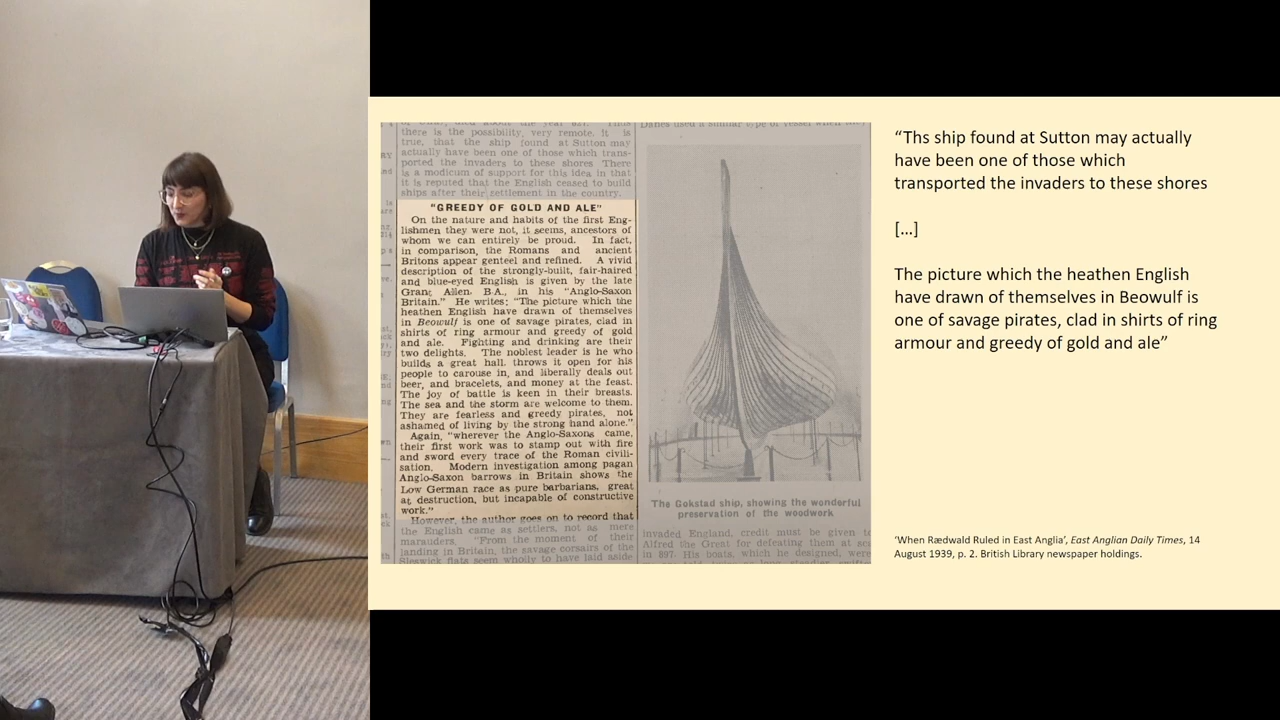 there is the possibility, very remote. It is
true, that the ship found at Sutton may
actually have been one of those which trans-
ported the invaders to these shores There
is a modicum of support for this idea in that
it is reputed that the English ceased to build
ships after their settlement in the country.
"GREEDY OF GOLD AND ALE"
On the nature and habits of the first Eng-
lishmen they were not, it seems, ancestors of
whom we can entirely be proud. In fact,
in comparison, the Romans and ancient
Britons appear genteel and refined. A vivid
description of the strongly-built, fair-haired
and blue-eyed English is given by the late
Grant Allen, B.A., in his "Anglo-Saxon
Britain." He writes: "The picture which the
heathen English have drawn of themselves
in Beowulf is one of savage pirates, clad in
shirts of ring armour and greedy of gold
and ale. Fighting and drinking are their
two delights. The noblest leader is he who
builds a great hall, throws it open for his
people to carouse in, and liberally deals out
beer, and bracelets, and money at the feast.
The joy of battle is keen in their breasts.
The sea and the storm are welcome to them.
They are fearless and greedy pirates, not
ashamed of living by the strong hand alone."
Again, "wherever the Anglo-Saxons came,
their first work was to stamp out with fire
and sword every trace of the Roman civili-
sation. Modern investigation among pagan
Anglo-Saxon barrows in Britain shows the
Low German race as pure barbarians, great
at destruction, but incapable of constructive
work."
However, the author goes on to record that
the English came as settlers, not as mere
marauders. "From the moment of their
landing in Britain, the savage corsairs of the
Sleswick flats seem wholly to have laid aside
Danes used a similar type of vessel when they
The Gokstad ship, showing the wonderful
preservation of the woodwork
invaded England, credit must be given to
Alfred the Great for defeating them at sea
in 897. His boats, which he designed, were
“Ths ship found at Sutton may actually
have been one of those which
transported the invaders to these shores
[…]
The picture which the heathen English
have drawn of themselves in Beowulf is
one of savage pirates, clad in shirts of ring
armour and greedy of gold and ale”
‘When Rædwald Ruled in East Anglia’, East Anglian Daily Times, 14
August 1939, p. 2. British Library newspaper holdings.